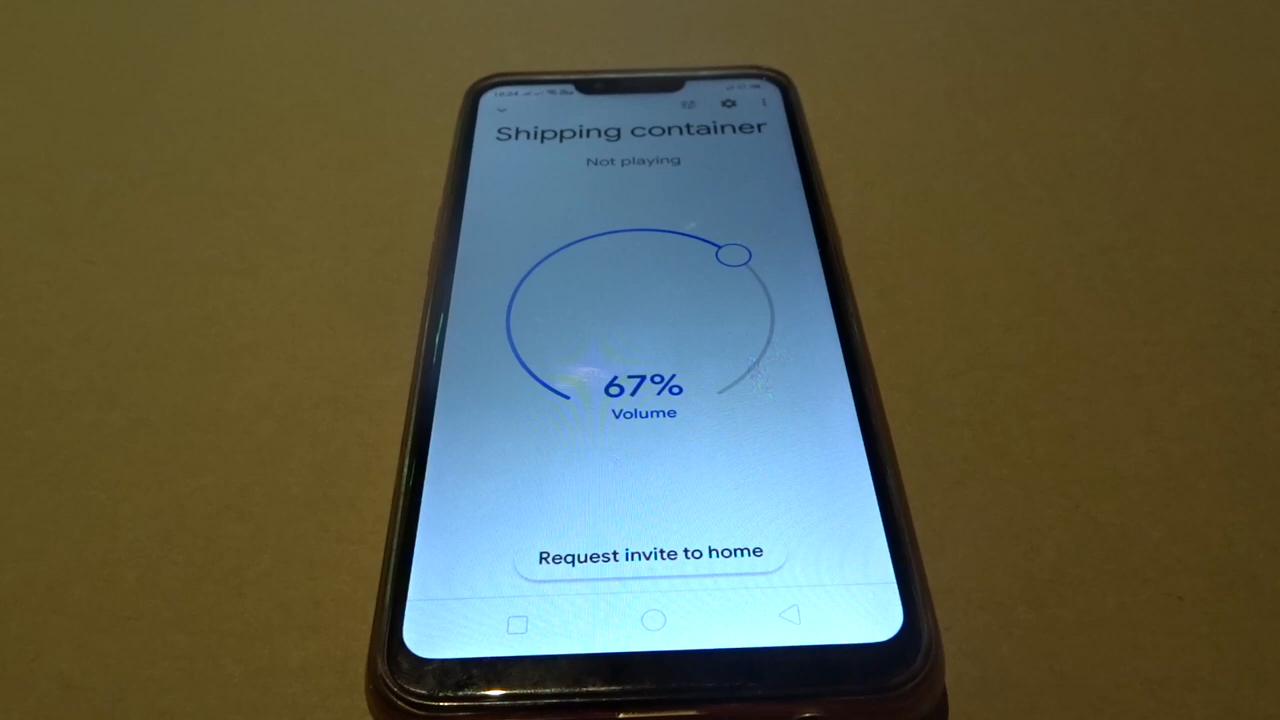 Shipping container
Not playing
67%
Volume
Request invite to home